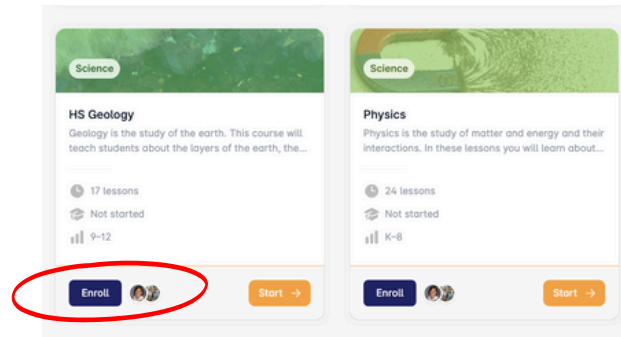 Science
HS Geology
Geology is the study of the earth. This course will
teach students about the layers of the earth, the...
17 lessons
Not started
9–12
Enroll
Start →
Science
Physics
Physics is the study of matter and energy and their
interactions. In these lessons you will learn about...
24 lessons
Not started
K–8
Enroll
Start →